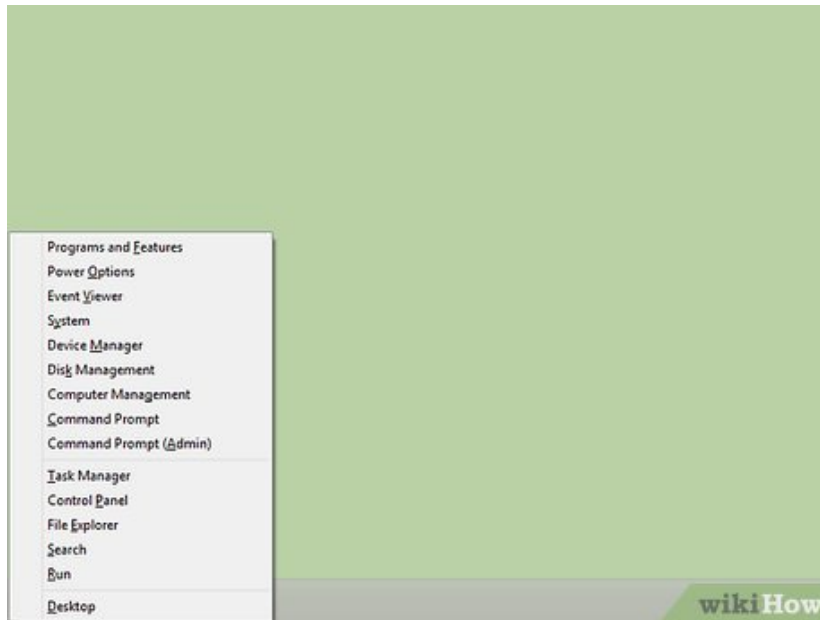 Programs and Features
Power Options
Event Viewer
System
Device Manager
Disk Management
Computer Management
Command Prompt
Command Prompt (Admin)
Task Manager
Control Panel
File Explorer
Search
Run
Desktop
wikiHow